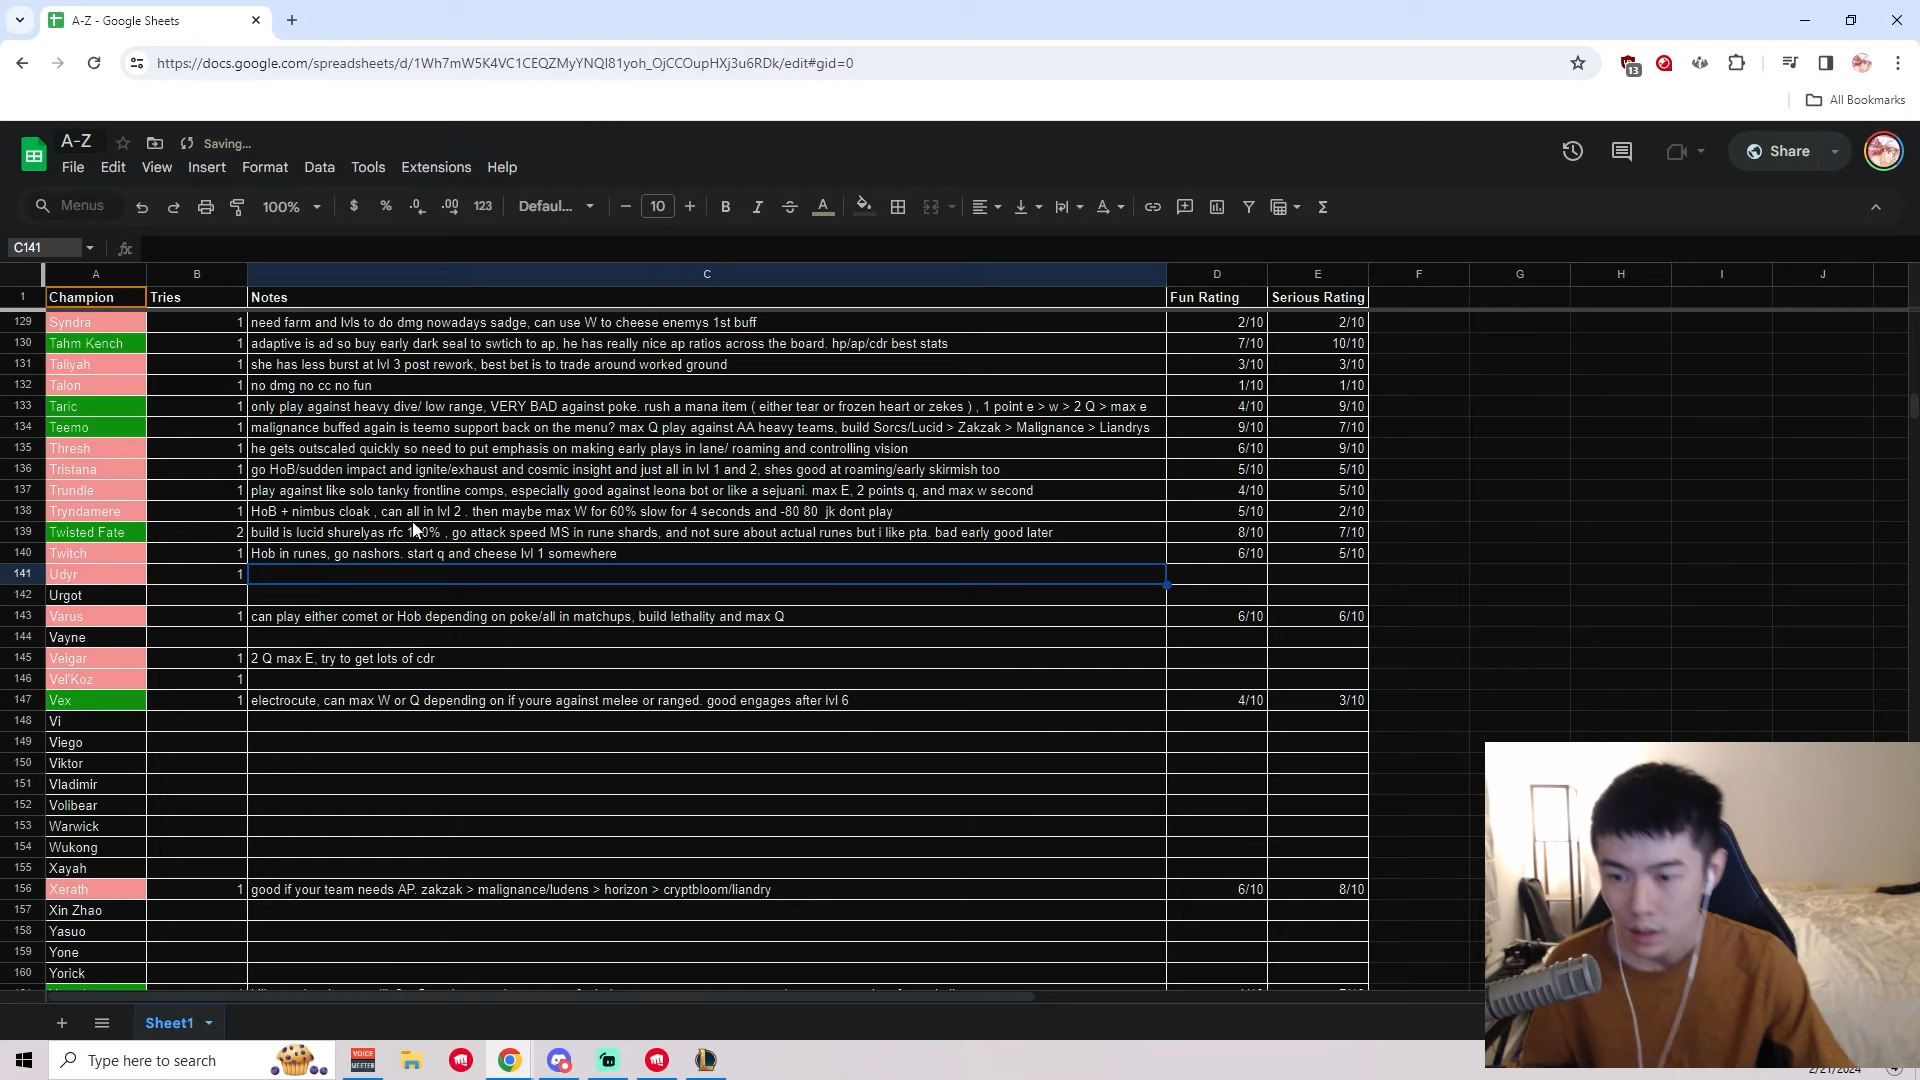 A-Z - Google Sheets
https://docs.google.com/spreadsheets/d/1Wh7mW5K4VC1CEQZMyYNQI81yoh_OjCCOupHXj3u6RDk/edit#gid=0
13
All Bookmarks
A-Z
Saving...
File Edit View Insert Format Data Tools Extensions Help
Share
Menus 100% $ % .0 .00 123 Defaul... 10 B I A
C141 fx
A B C D E F G H I J
1 Champion Tries Notes Fun Rating Serious Rating
129 Syndra 1 need farm and lvls to do dmg nowadays sadge, can use W to cheese enemys 1st buff 2/10 2/10
130 Tahm Kench 1 adaptive is ad so buy early dark seal to swtich to ap, he has really nice ap ratios across the board. hp/ap/cdr best stats 7/10 10/10
131 Taliyah 1 she has less burst at lvl 3 post rework, best bet is to trade around worked ground 3/10 3/10
132 Talon 1 no dmg no cc no fun 1/10 1/10
133 Taric 1 only play against heavy dive/ low range, VERY BAD against poke. rush a mana item ( either tear or frozen heart or zekes ) , 1 point e > w > 2 Q > max e 4/10 9/10
134 Teemo 1 malignance buffed again is teemo support back on the menu? max Q play against AA heavy teams, build Sorcs/Lucid > Zakzak > Malignance > Liandrys 9/10 7/10
135 Thresh 1 he gets outscaled quickly so need to put emphasis on making early plays in lane/ roaming and controlling vision 6/10 9/10
136 Tristana 1 go HoB/sudden impact and ignite/exhaust and cosmic insight and just all in lvl 1 and 2, shes good at roaming/early skirmish too 5/10 5/10
137 Trundle 1 play against like solo tanky frontline comps, especially good against leona bot or like a sejuani. max E, 2 points q, and max w second 4/10 5/10
138 Tryndamere 1 HoB + nimbus cloak , can all in lvl 2 . then maybe max W for 60% slow for 4 seconds and -80 80 jk dont play 5/10 2/10
139 Twisted Fate 2 build is lucid shurelyas rfc , go attack speed MS in rune shards, and not sure about actual runes but i like pta. bad early good later 8/10 7/10
140 Twitch 1 Hob in runes, go nashors. start q and cheese lvl 1 somewhere 6/10 5/10
141 Udyr 1
142 Urgot
143 Varus 1 can play either comet or Hob depending on poke/all in matchups, build lethality and max Q 6/10 6/10
144 Vayne
145 Veigar 1 2 Q max E, try to get lots of cdr
146 Vel'Koz 1
147 Vex 1 electrocute, can max W or Q depending on if youre against melee or ranged. good engages after lvl 6 4/10 3/10
148 Vi
149 Viego
150 Viktor
151 Vladimir
152 Volibear
153 Warwick
154 Wukong
155 Xayah
156 Xerath 1 good if your team needs AP. zakzak > malignance/ludens > horizon > cryptbloom/liandry 6/10 8/10
157 Xin Zhao
158 Yasuo
159 Yone
160 Yorick
Sheet1
Type here to search
VOICE MEETER
2/21/2024